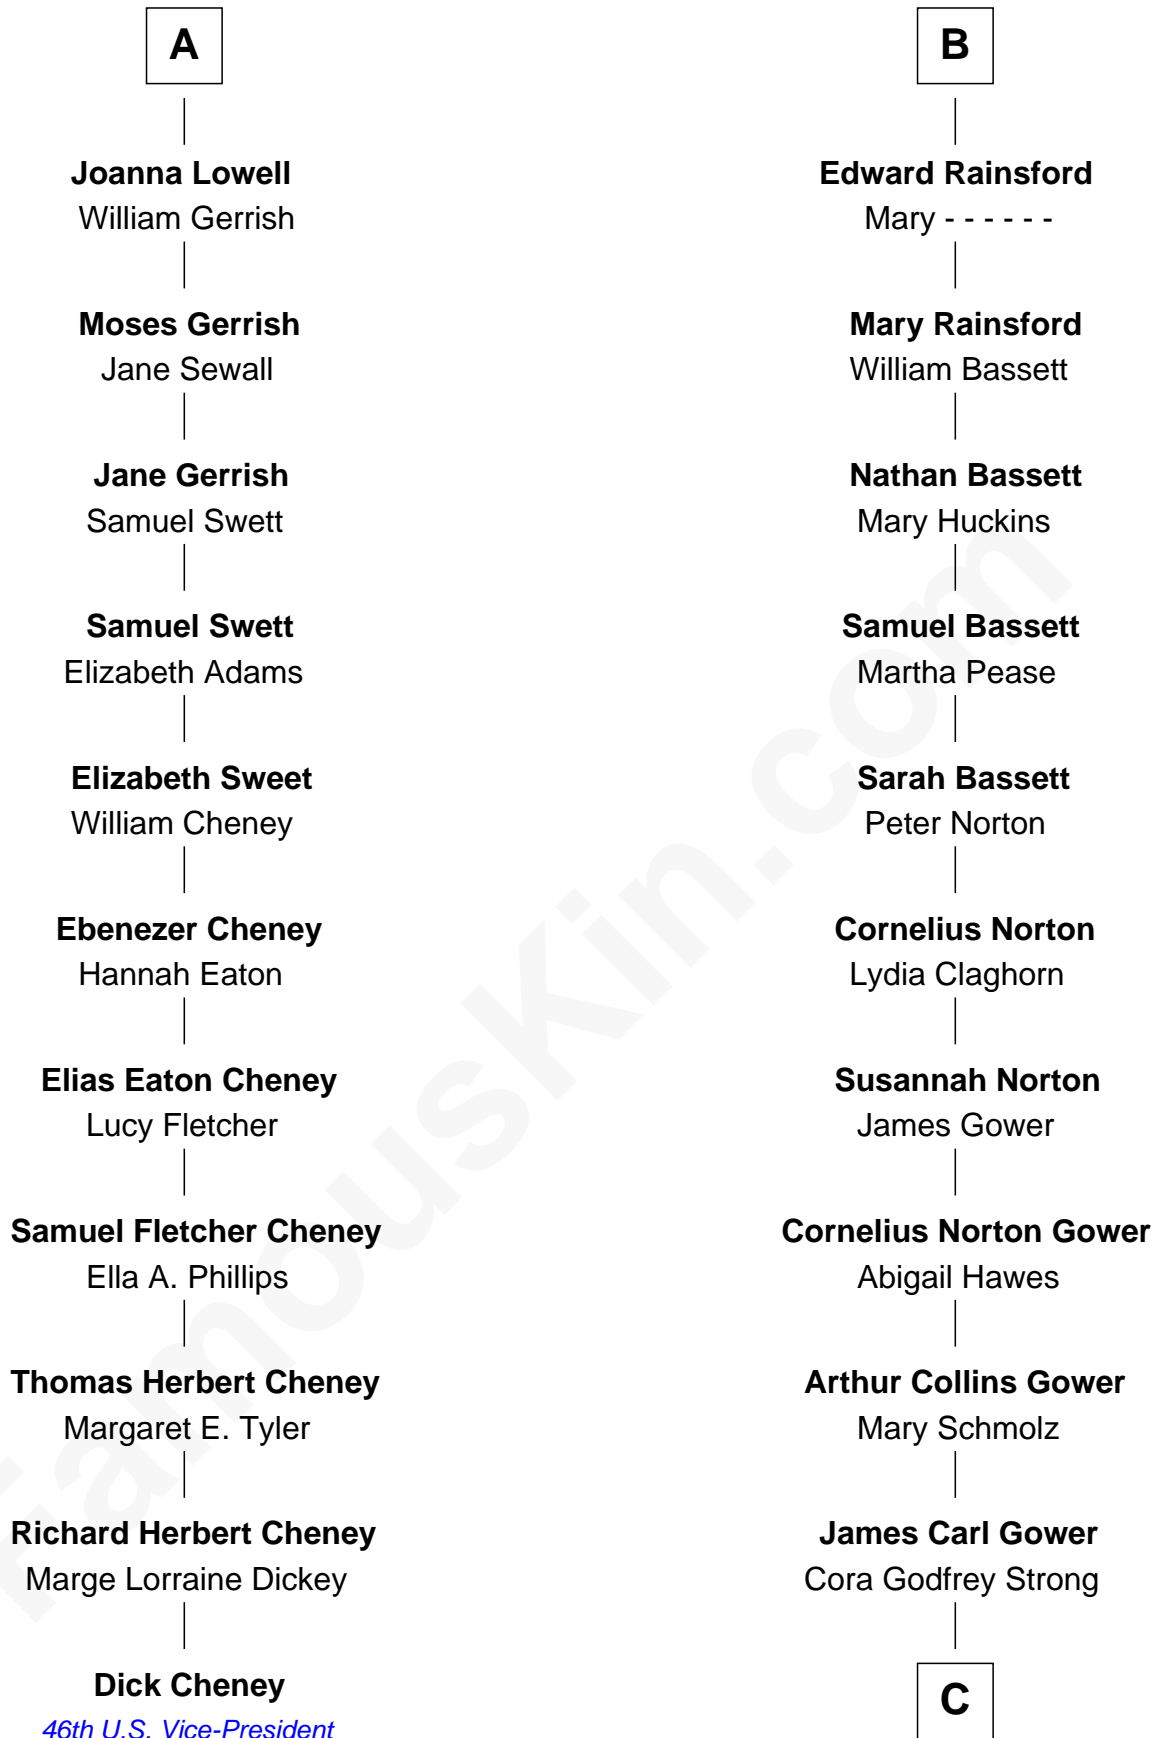 A
Joanna Lowell
William Gerrish
Moses Gerrish
Jane Sewall
Jane Gerrish
Samuel Swett
Samuel Swett
Elizabeth Adams
Elizabeth Sweet
William Cheney
Ebenezer Cheney
Hannah Eaton
Elias Eaton Cheney
Lucy Fletcher
Samuel Fletcher Cheney
Ella A. Phillips
Thomas Herbert Cheney
Margaret E. Tyler
Richard Herbert Cheney
Marge Lorraine Dickey
Dick Cheney
46th U.S. Vice-President
B
Edward Rainsford
Mary - - - - - -
Mary Rainsford
William Bassett
Nathan Bassett
Mary Huckins
Samuel Bassett
Martha Pease
Sarah Bassett
Peter Norton
Cornelius Norton
Lydia Claghorn
Susannah Norton
James Gower
Cornelius Norton Gower
Abigail Hawes
Arthur Collins Gower
Mary Schmolz
James Carl Gower
Cora Godfrey Strong
C
FamousKin.com